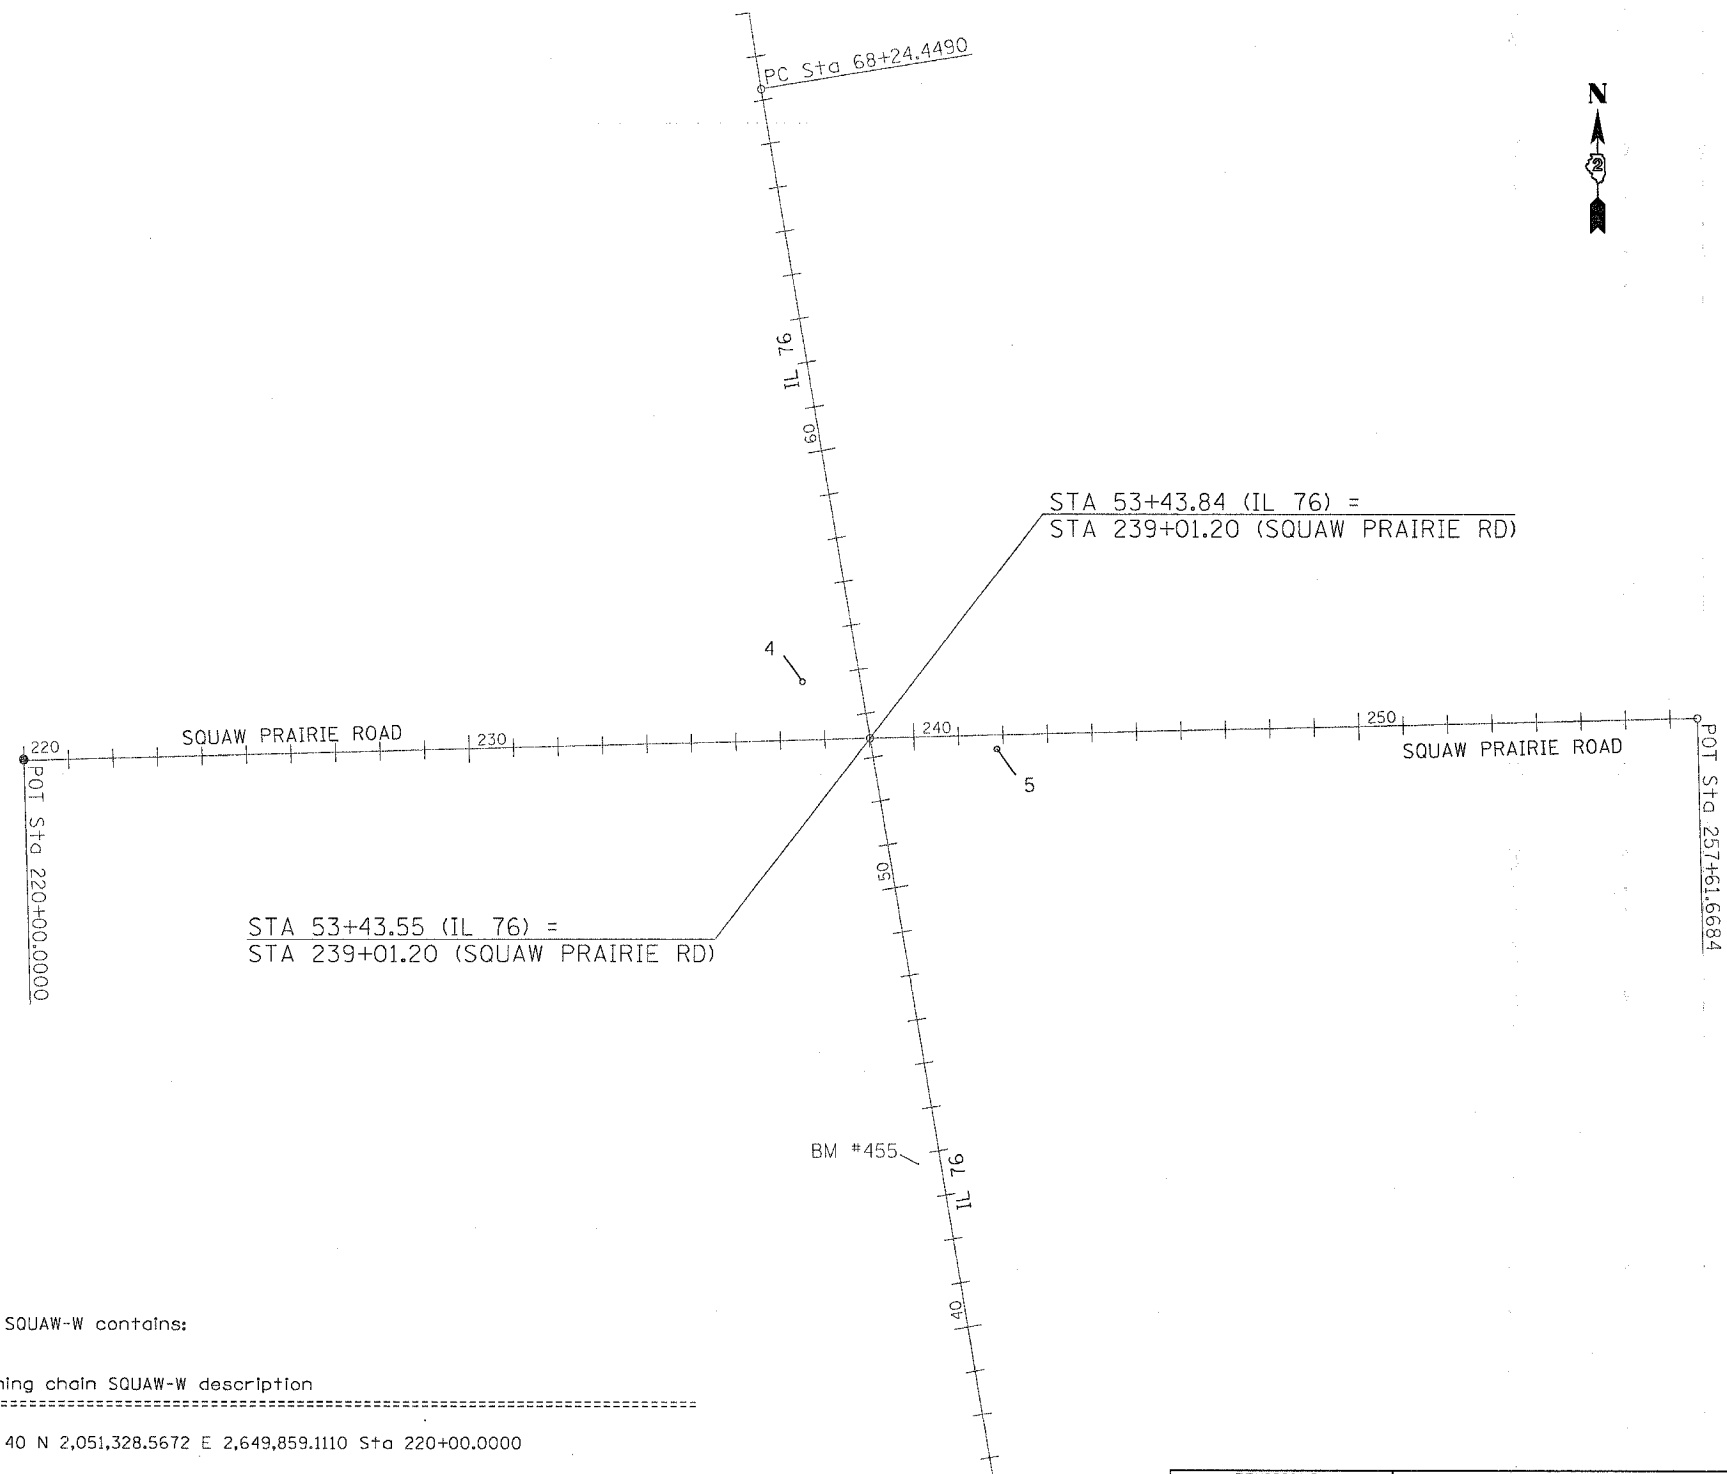 PC Sta 68+24.4490
N
2
IL 76
60
STA 53+43.84 (IL 76) =
STA 239+01.20 (SQUAW PRAIRIE RD)
4
220
SQUAW PRAIRIE ROAD
230
240
250
SQUAW PRAIRIE ROAD
5
POT Sta 220+00.0000
POT Sta 257+61.6684
50
STA 53+43.55 (IL 76) =
STA 239+01.20 (SQUAW PRAIRIE RD)
BM #455
IL 76
40
SQUAW-W contains:
ning chain SQUAW-W description
================================================================
40 N 2,051,328.5672 E 2,649,859.1110 Sta 220+00.0000